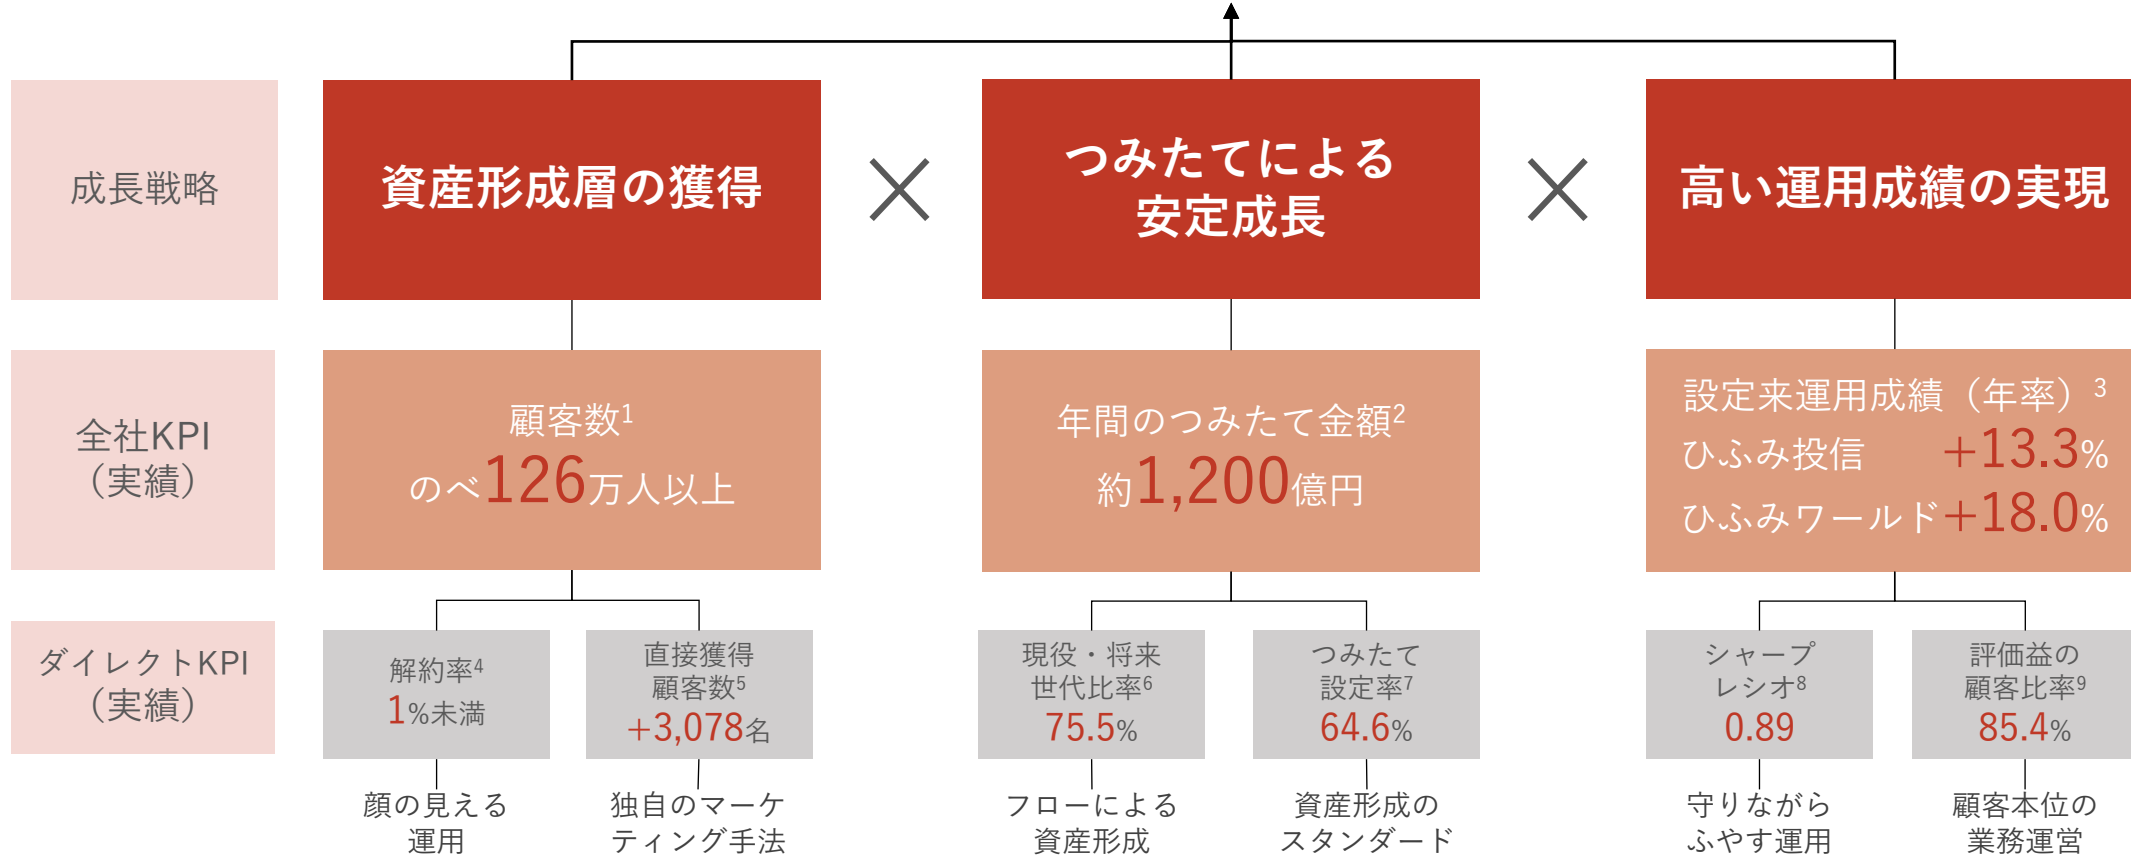 成長戦略
資産形成層の獲得
×
つみたてによる
安定成長
×
高い運用成績の実現
全社KPI
（実績）
顧客数1
のべ126万人以上
年間のつみたて金額2
約1,200億円
設定来運用成績（年率）3
ひふみ投信 +13.3%
ひふみワールド+18.0%
ダイレクトKPI
（実績）
解約率4
1%未満
直接獲得
顧客数5
+3,078名
現役・将来
世代比率6
75.5%
つみたて
設定率7
64.6%
シャープ
レシオ8
0.89
評価益の
顧客比率9
85.4%
顔の見える
運用
独自のマーケ
ティング手法
フローによる
資産形成
資産形成の
スタンダード
守りながら
ふやす運用
顧客本位の
業務運営